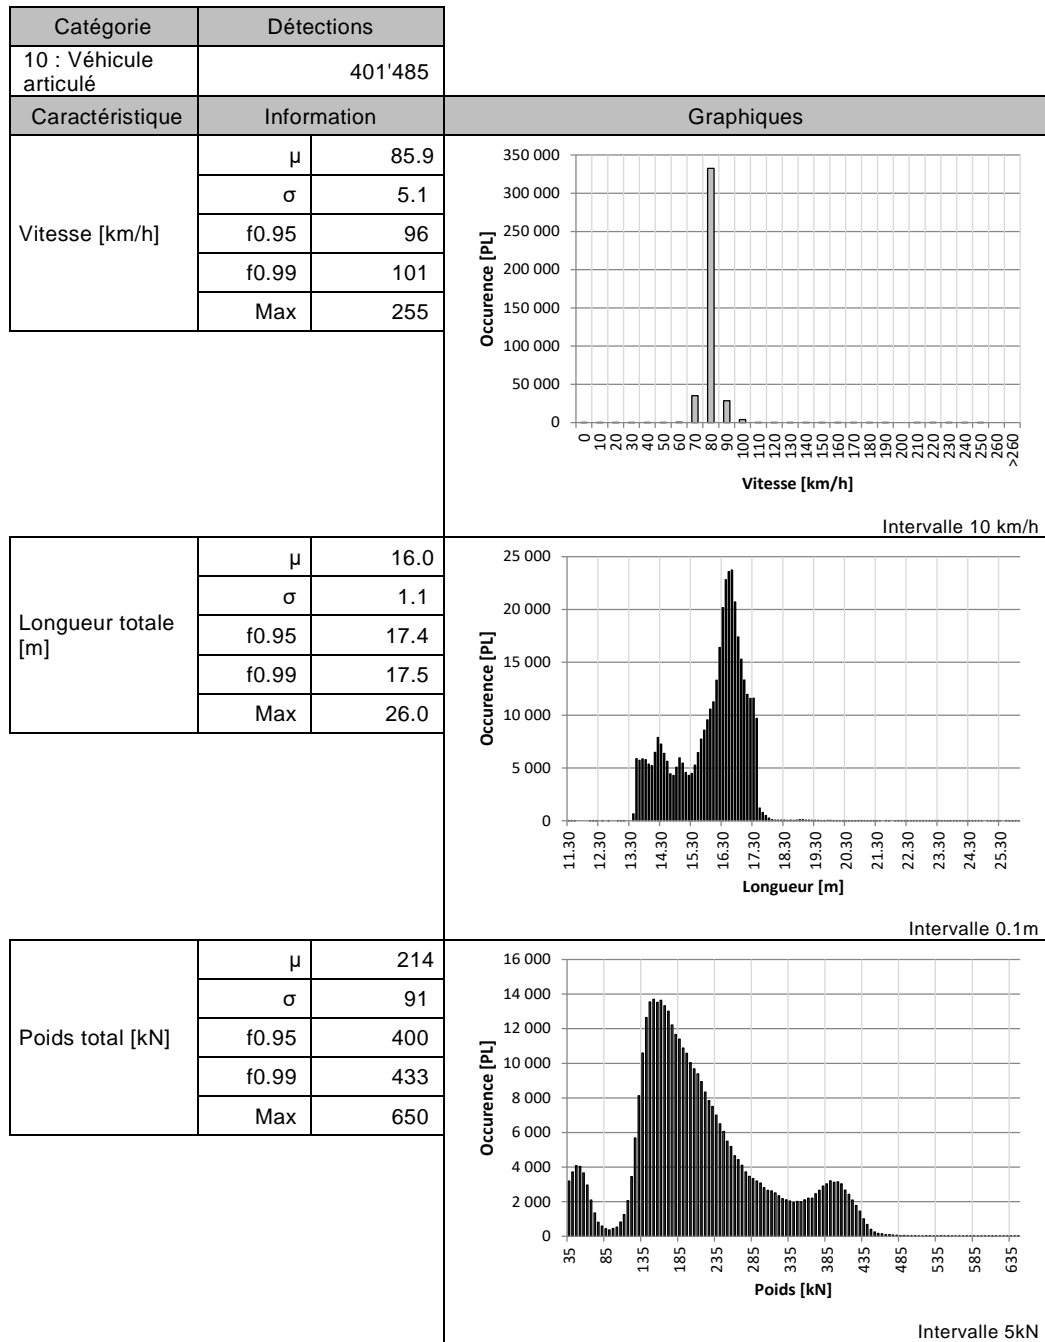 Catégorie Détections
10 : Véhicule
articulé
401'485
Caractéristique Information Graphiques
Vitesse [km/h]
μ 85.9
σ 5.1
f0.95 96
f0.99 101
Max 255
350 000
300 000
250 000
200 000
150 000
100 000
50 000
0
Occurence [PL]
0 10 20 30 40 50 60 70 80 90 100 110 120 130 140 150 160 170 180 190 200 210 220 230 240 250 260 >260
Vitesse [km/h]
Intervalle 10 km/h
Longueur totale
[m]
μ 16.0
σ 1.1
f0.95 17.4
f0.99 17.5
Max 26.0
25 000
20 000
15 000
10 000
5 000
0
Occurence [PL]
11.30 12.30 13.30 14.30 15.30 16.30 17.30 18.30 19.30 20.30 21.30 22.30 23.30 24.30 25.30
Longueur [m]
Intervalle 0.1m
Poids total [kN]
μ 214
σ 91
f0.95 400
f0.99 433
Max 650
16 000
14 000
12 000
10 000
8 000
6 000
4 000
2 000
0
Occurence [PL]
35 85 135 185 235 285 335 385 435 485 535 585 635
Poids [kN]
Intervalle 5kN